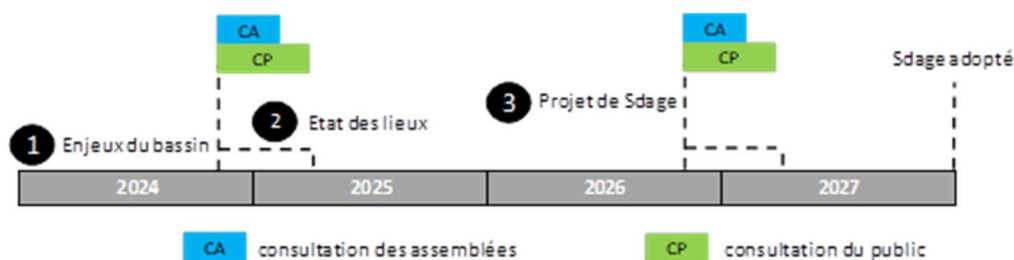 CA
CP
CA
CP
Sdage adopté
1 Enjeux du bassin
2 Etat des lieux
3 Projet de Sdage
2024 2025 2026 2027
CA consultation des assemblées
CP consultation du public